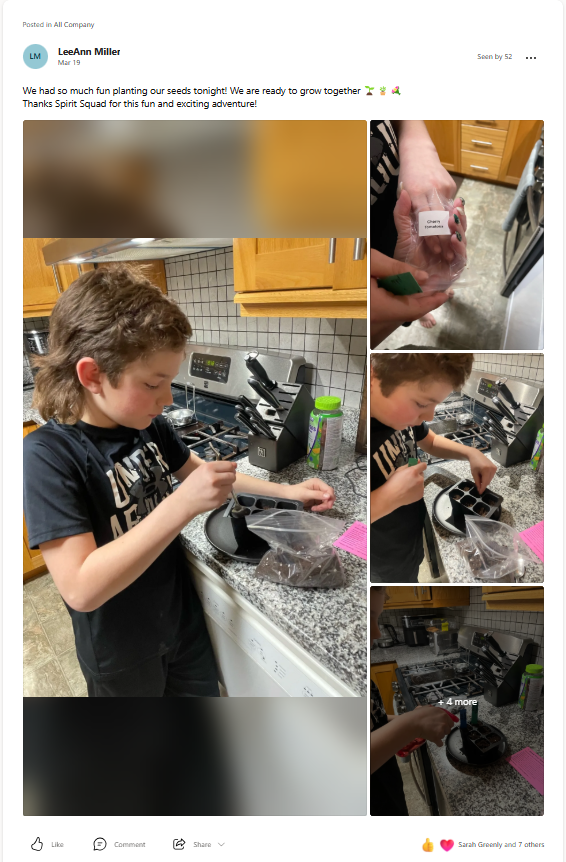 Posted in All Company
LM
LeeAnn Miller
Mar 19
Seen by 52
We had so much fun planting our seeds tonight! We are ready to grow together 🌱 🪴 💐
Thanks Spirit Squad for this fun and exciting adventure!
Cherry
Tomatoes
UNDER
+ 4 more
Like
Comment
Share
Sarah Greenly and 7 others